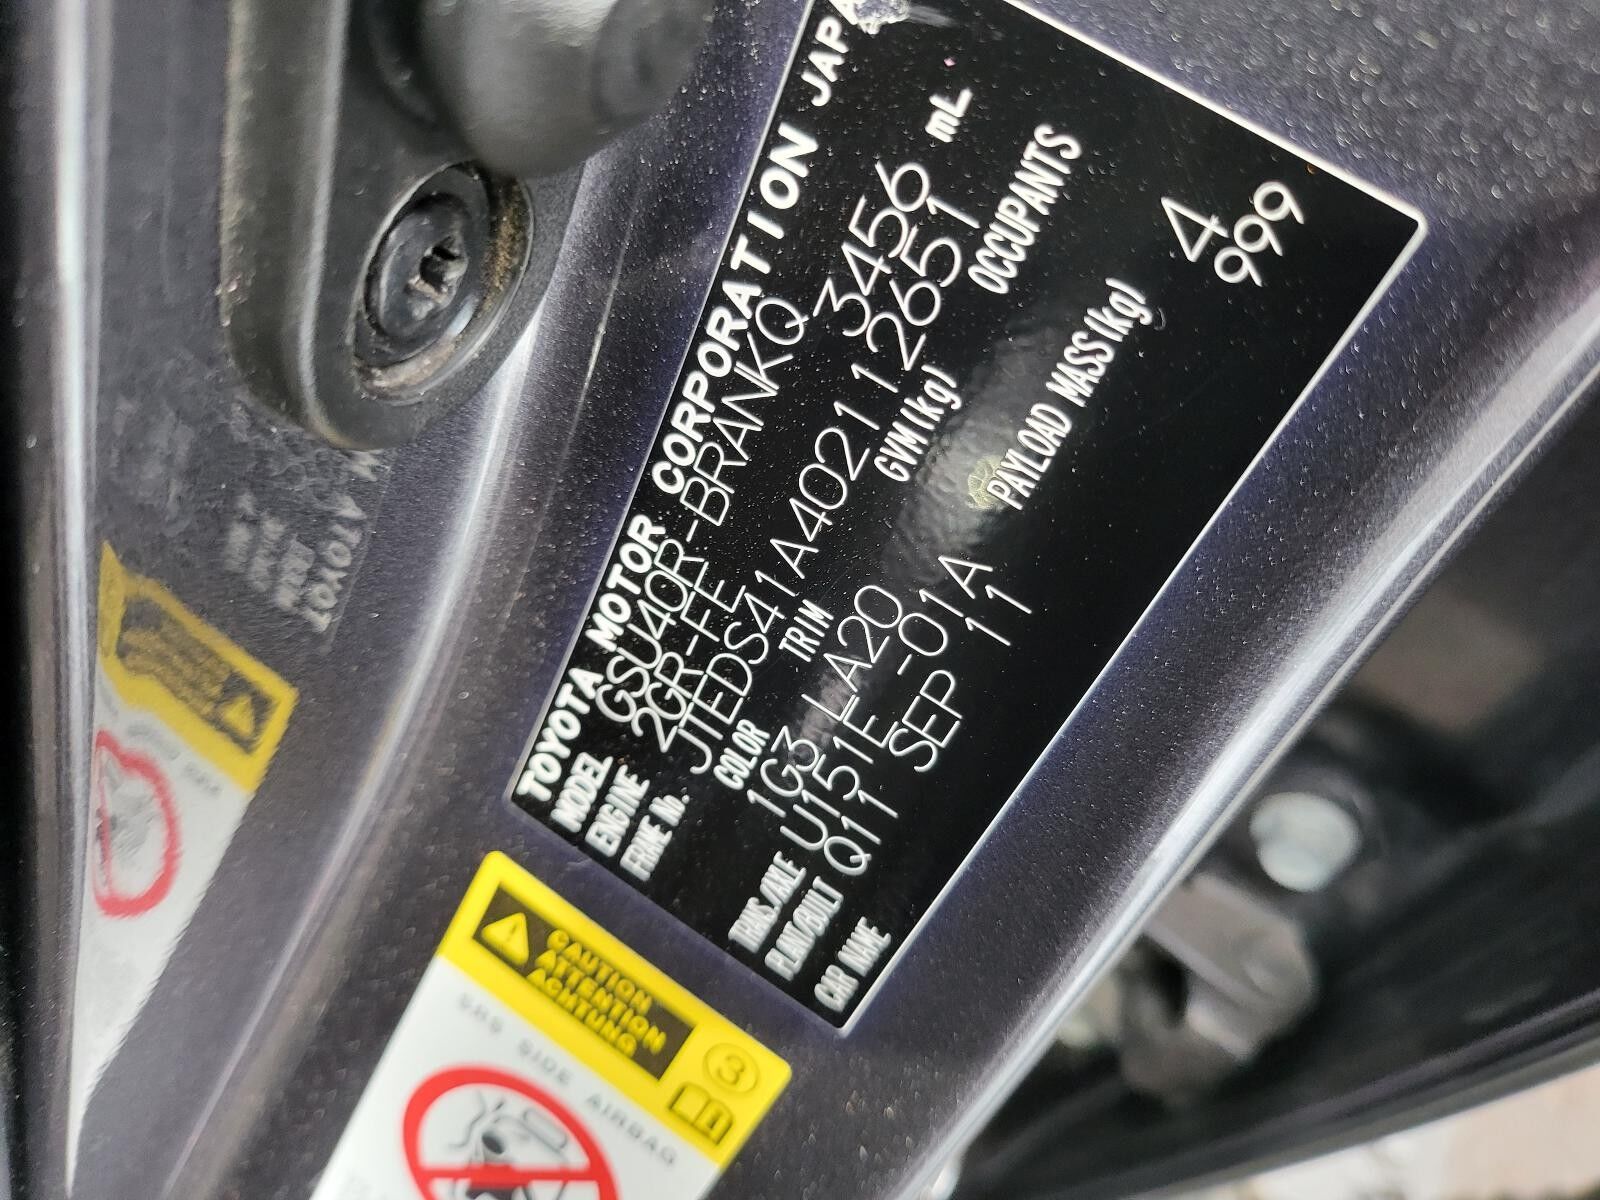 TOYOTA MOTOR CORPORATION JAPA
MODEL GSU40R-BRANKQ
ENGINE 2GR-FE 3456 mL
FRAME No. JTEDS41A402112651
COLOR TRIM GVM(kg) OCCUPANTS
1G3 LA20 4
TRANS/AXLE U151E -01A PAYLOAD MASS(kg) 999
PLANT/BUILT Q11 SEP 11
CAR NAME
CAUTION
ATTENTION
ACHTUNG
3
SRS SIDE AIRBAG